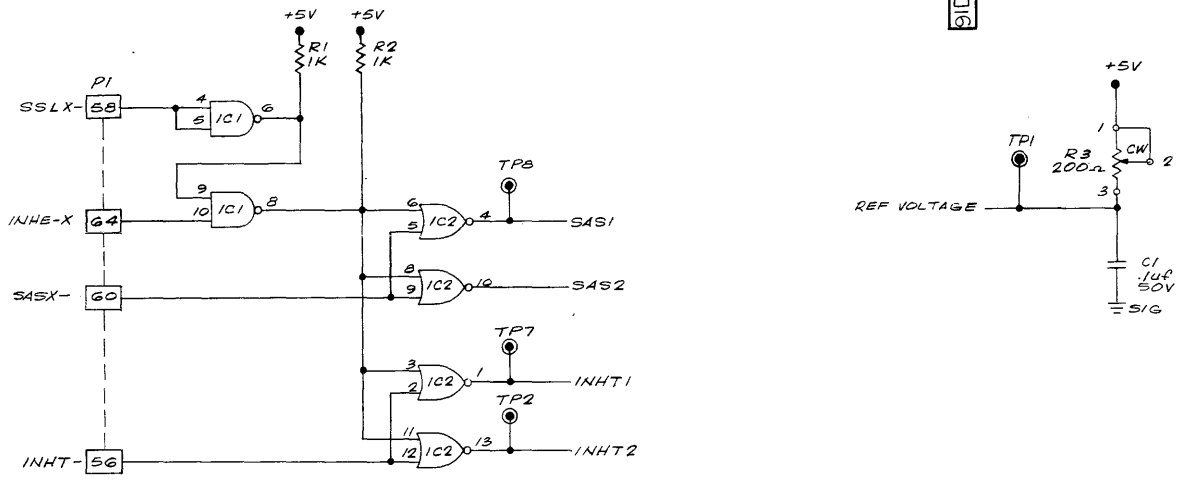 +5V +5V
R1 1K
R2 1K
P1
SSLX- 58
4
5
IC1
6
9
10
IC1
8
INHE-X 64
SASX- 60
INHT- 56
6
5
IC2
4
TP8
SAS1
8
9
IC2
10
SAS2
3
2
IC2
1
TP7
INHT1
11
12
IC2
13
TP2
INHT2
+5V
1
CW
2
R3
200Ω
3
TP1
REF VOLTAGE
C1
.1uf
50V
SIG